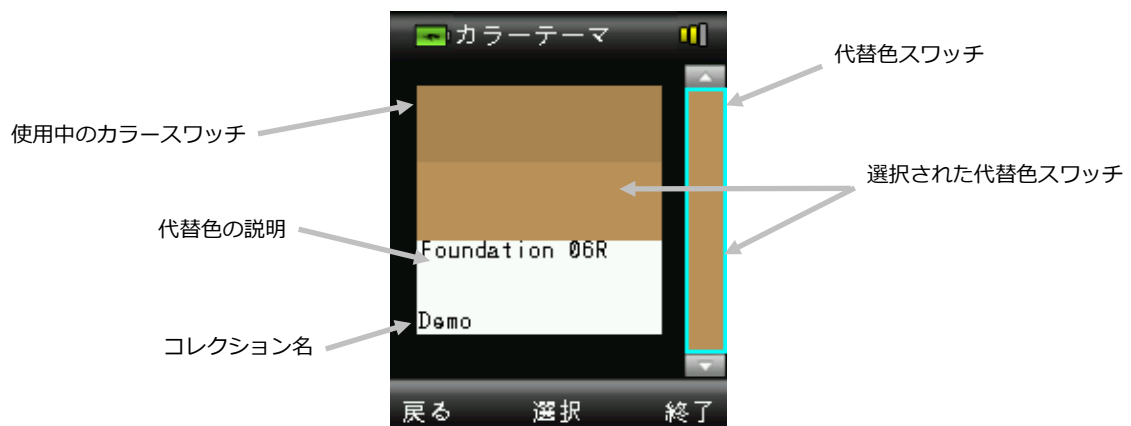 カラーテーマ
代替色スワッチ
使用中のカラースワッチ
選択された代替色スワッチ
代替色の説明
Foundation 06R
Demo
コレクション名
戻る 選択 終了